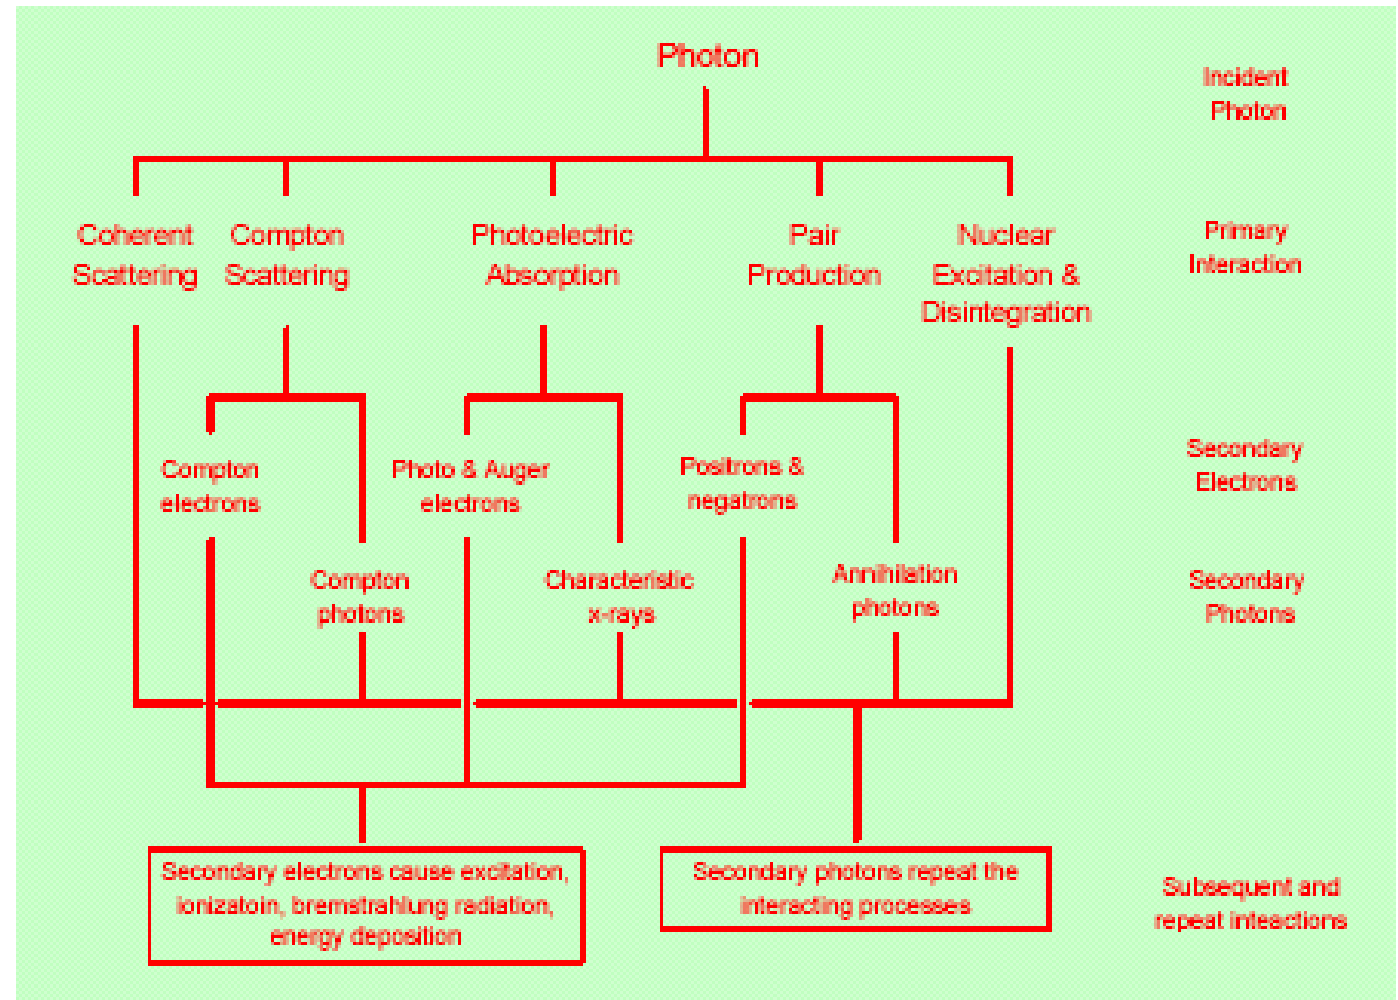 Photon
Incident
Photon
Coherent
Scattering
Compton
Scattering
Photoelectric
Absorption
Pair
Production
Nuclear
Excitation &
Disintegration
Primary
Interaction
Compton
electrons
Photo & Auger
electrons
Positrons &
negatrons
Secondary
Electrons
Compton
photons
Characteristic
x-rays
Annihilation
photons
Secondary
Photons
Secondary electrons cause excitation,
ionizatoin, bremstrahlung radiation,
energy deposition
Secondary photons repeat the
interacting processes
Subsequent and
repeat inteactions